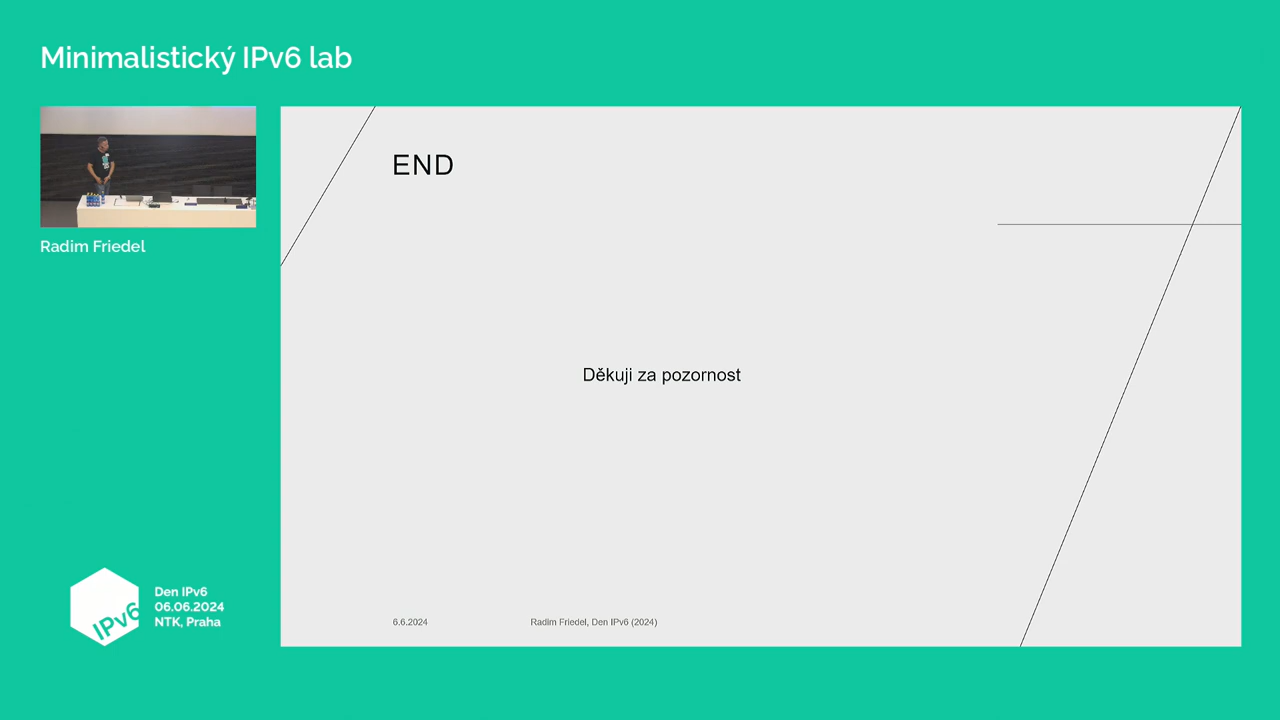 Minimalistický IPv6 lab
Radim Friedel
END
Děkuji za pozornost
6.6.2024
Radim Friedel, Den IPv6 (2024)
IPv6
Den IPv6
06.06.2024
NTK, Praha